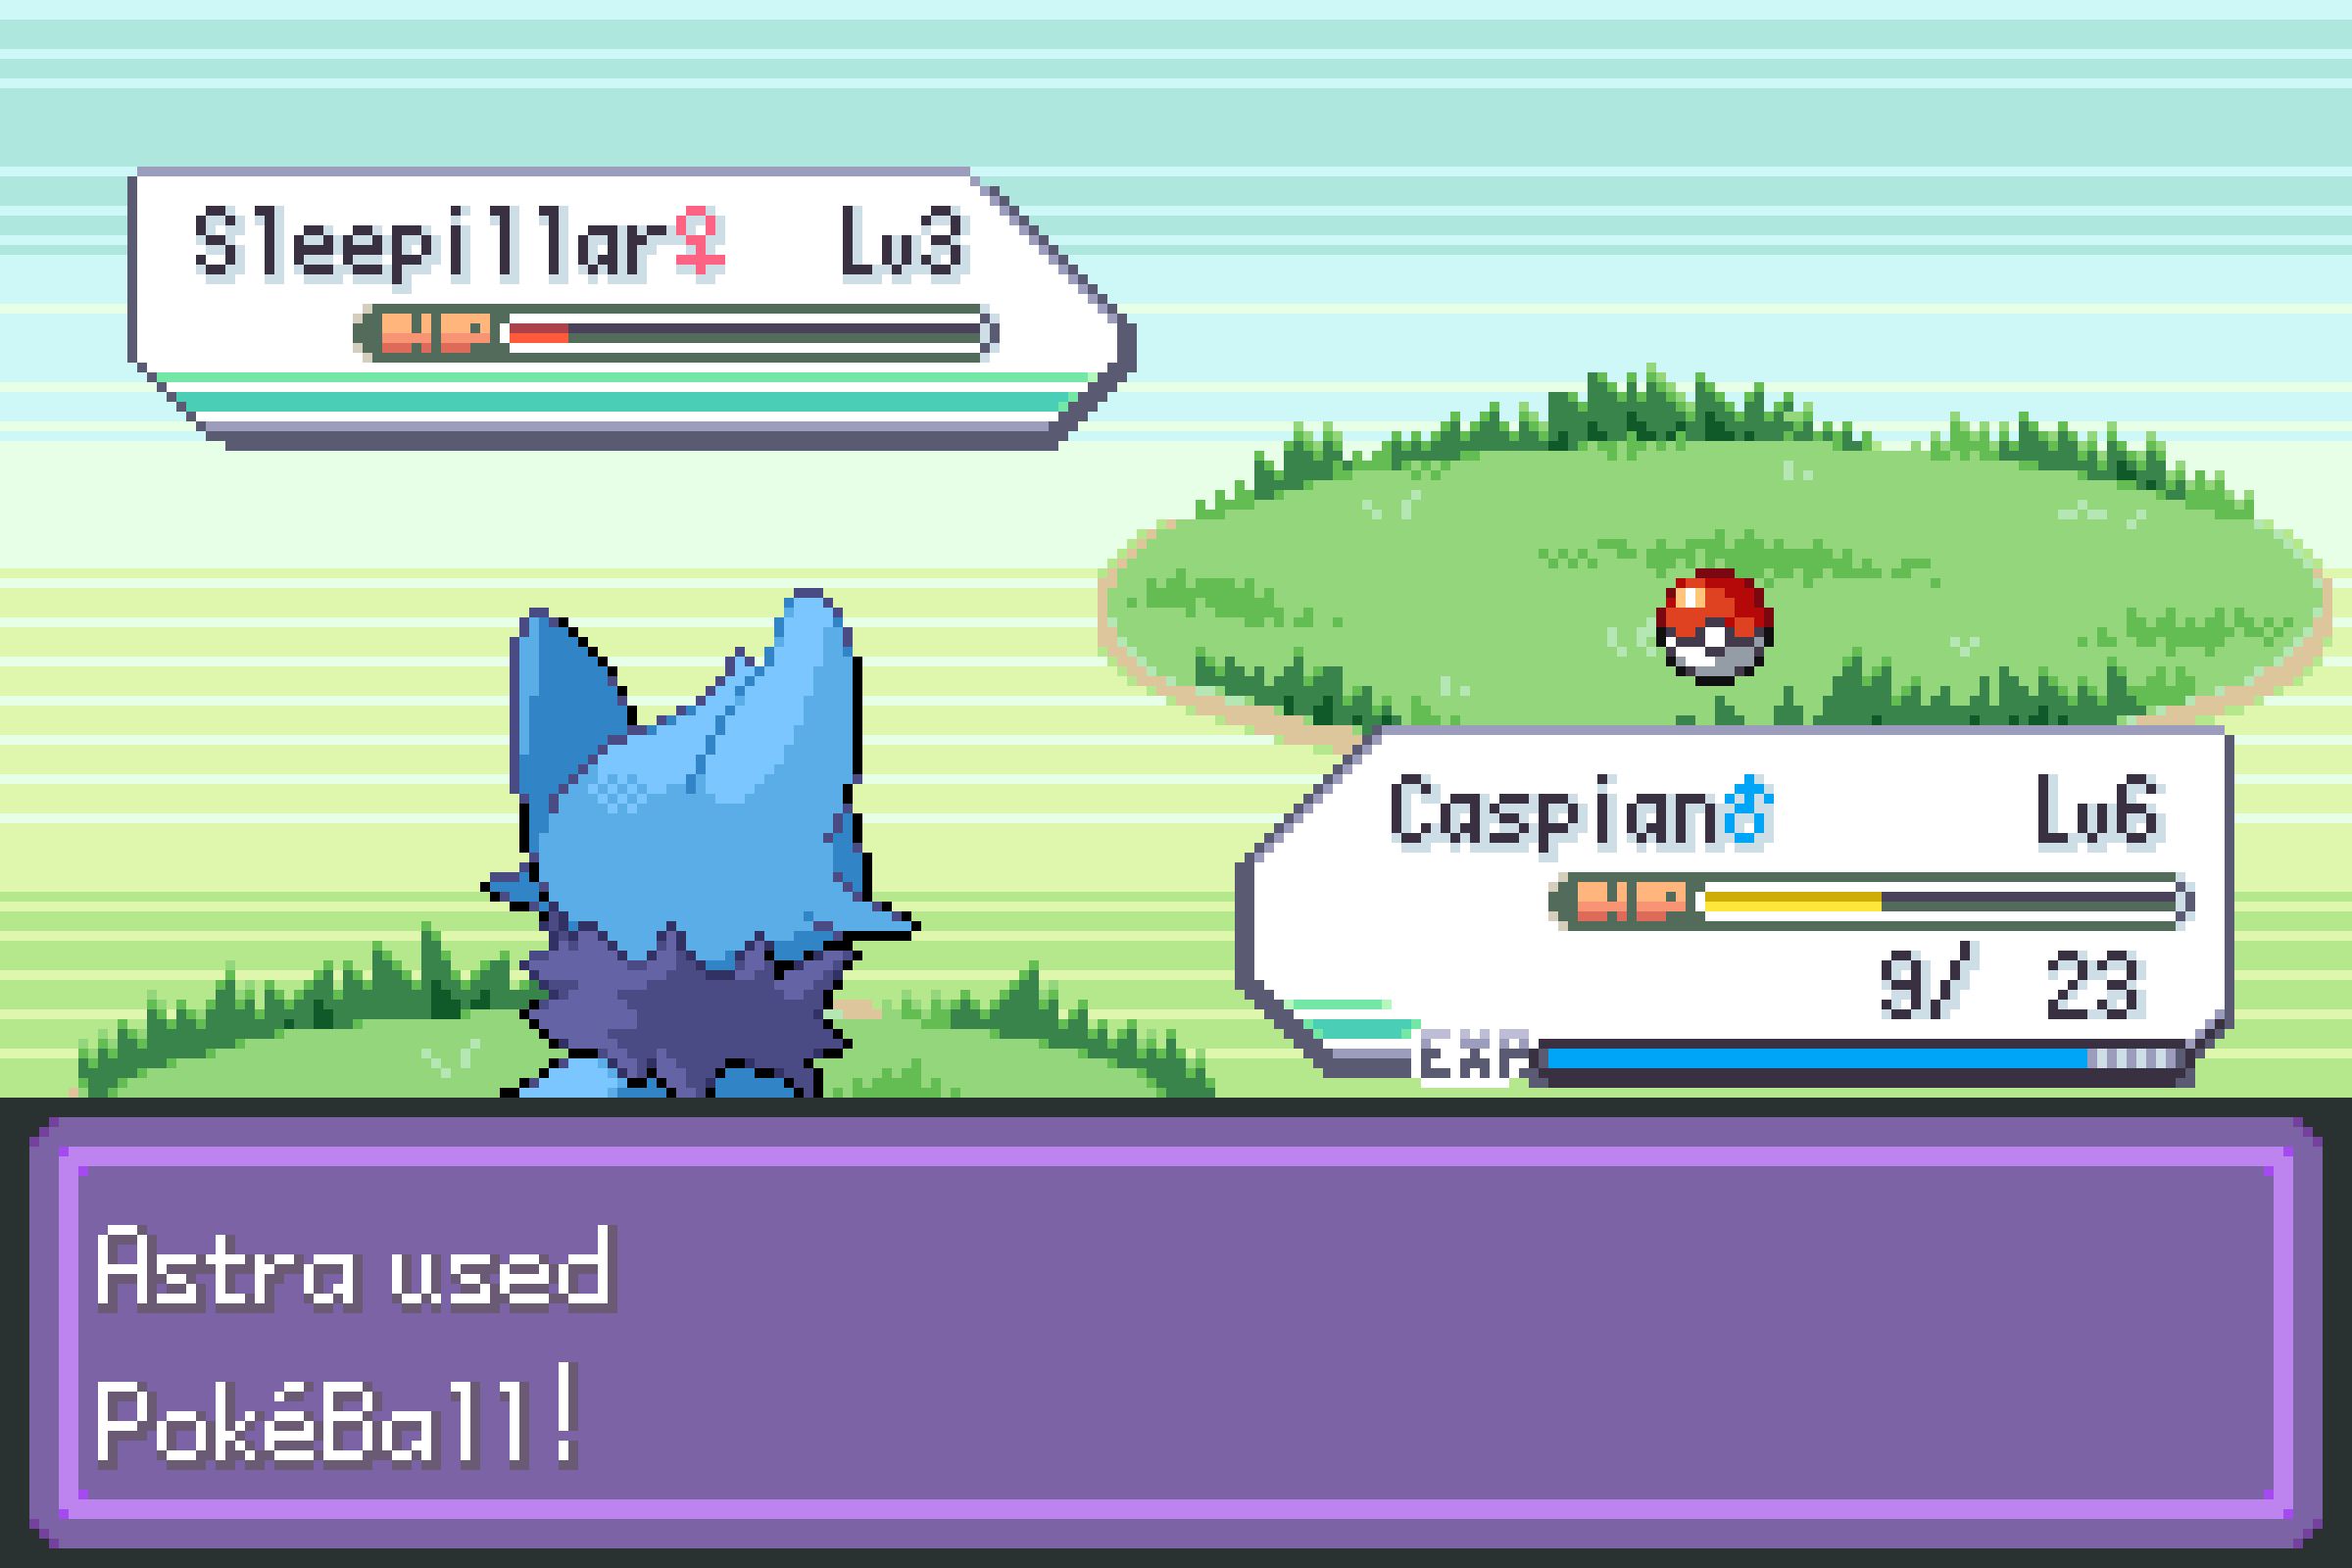 Sleepillar♀ Lv3
HP
Caspian♂ Lv6
HP
9/ 23
EXP
Astra used
PokéBall!